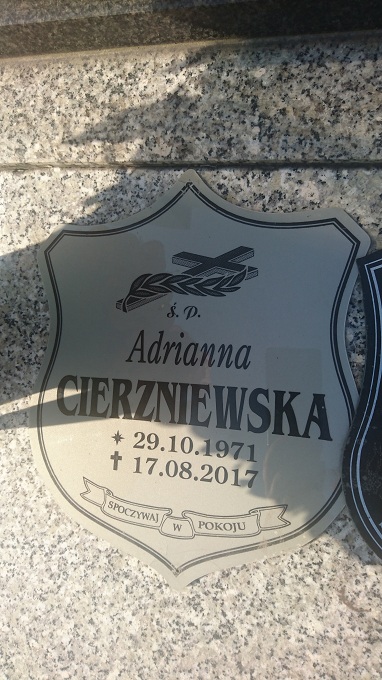 Ś. P.
Adrianna
CIERZNIEWSKA
* 29.10.1971
✝ 17.08.2017
SPOCZYWAJ W POKOJU